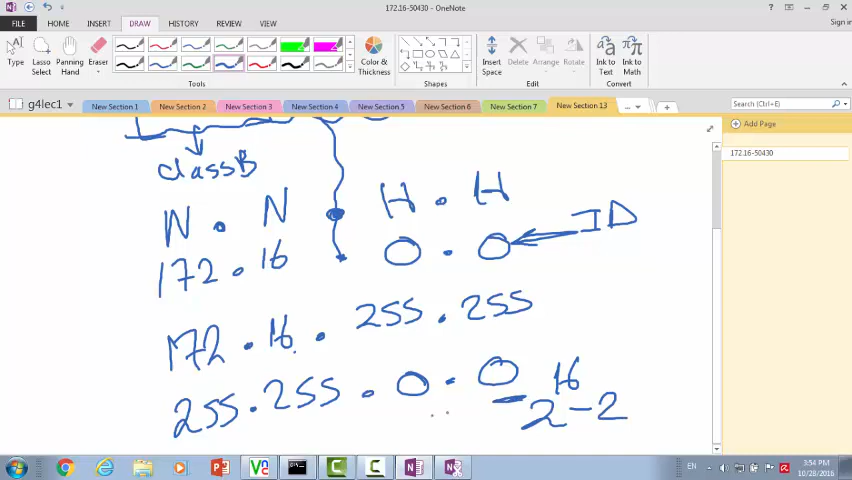 172.16-50430 - OneNote
FILE HOME INSERT DRAW HISTORY REVIEW VIEW
Sign in
Type Lasso Select Panning Hand Eraser Color & Thickness Insert Space Delete Arrange Rotate Ink to Text Ink to Math
Tools Shapes Edit Convert
g4lec1 New Section 1 New Section 2 New Section 3 New Section 4 New Section 5 New Section 6 New Section 7 New Section 13 ... + Search (Ctrl+E)
Add Page
172.16-50430
class B
N . N . H . H
172 . 16 . 0 . 0 ID
172 . 16 . 255 . 255
255 . 255 . 0 . 0 16
2 - 2
EN 3:54 PM
10/28/2016